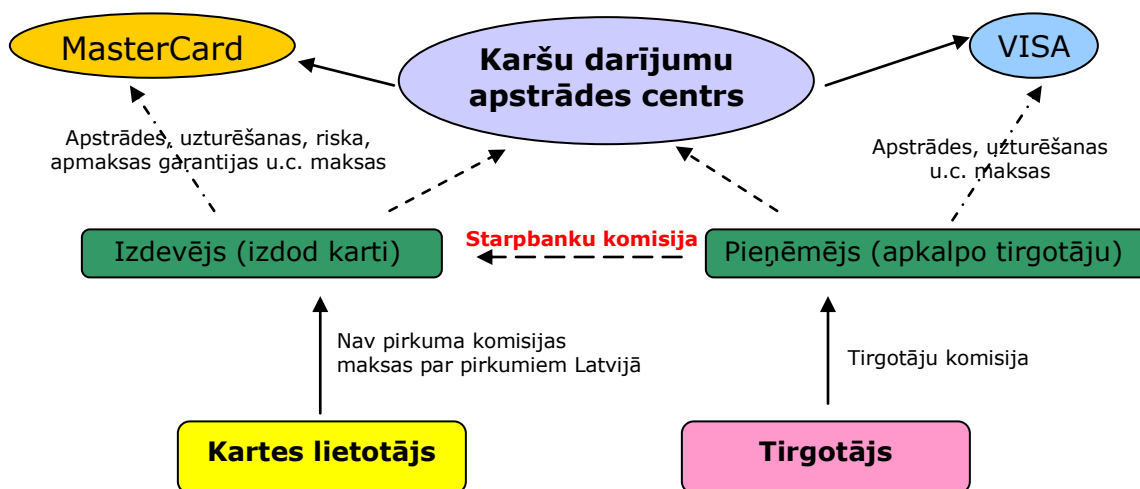 MasterCard
Karšu darījumu
apstrādes centrs
VISA
Apstrādes, uzturēšanas, riska,
apmaksas garantijas u.c. maksas
Apstrādes, uzturēšanas
u.c. maksas
Izdevējs (izdod karti)
Starpbanku komisija
Pieņēmējs (apkalpo tirgotāju)
Nav pirkuma komisijas
maksas par pirkumiem Latvijā
Tirgotāju komisija
Kartes lietotājs
Tirgotājs